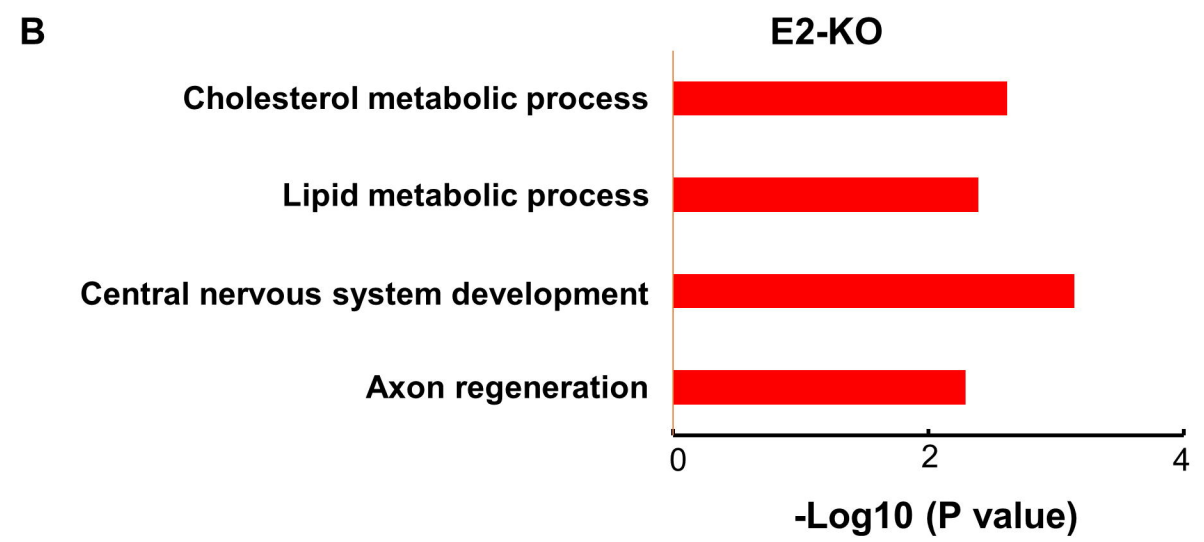 B
E2-KO
Cholesterol metabolic process
Lipid metabolic process
Central nervous system development
Axon regeneration
0 2 4
-Log10 (P value)